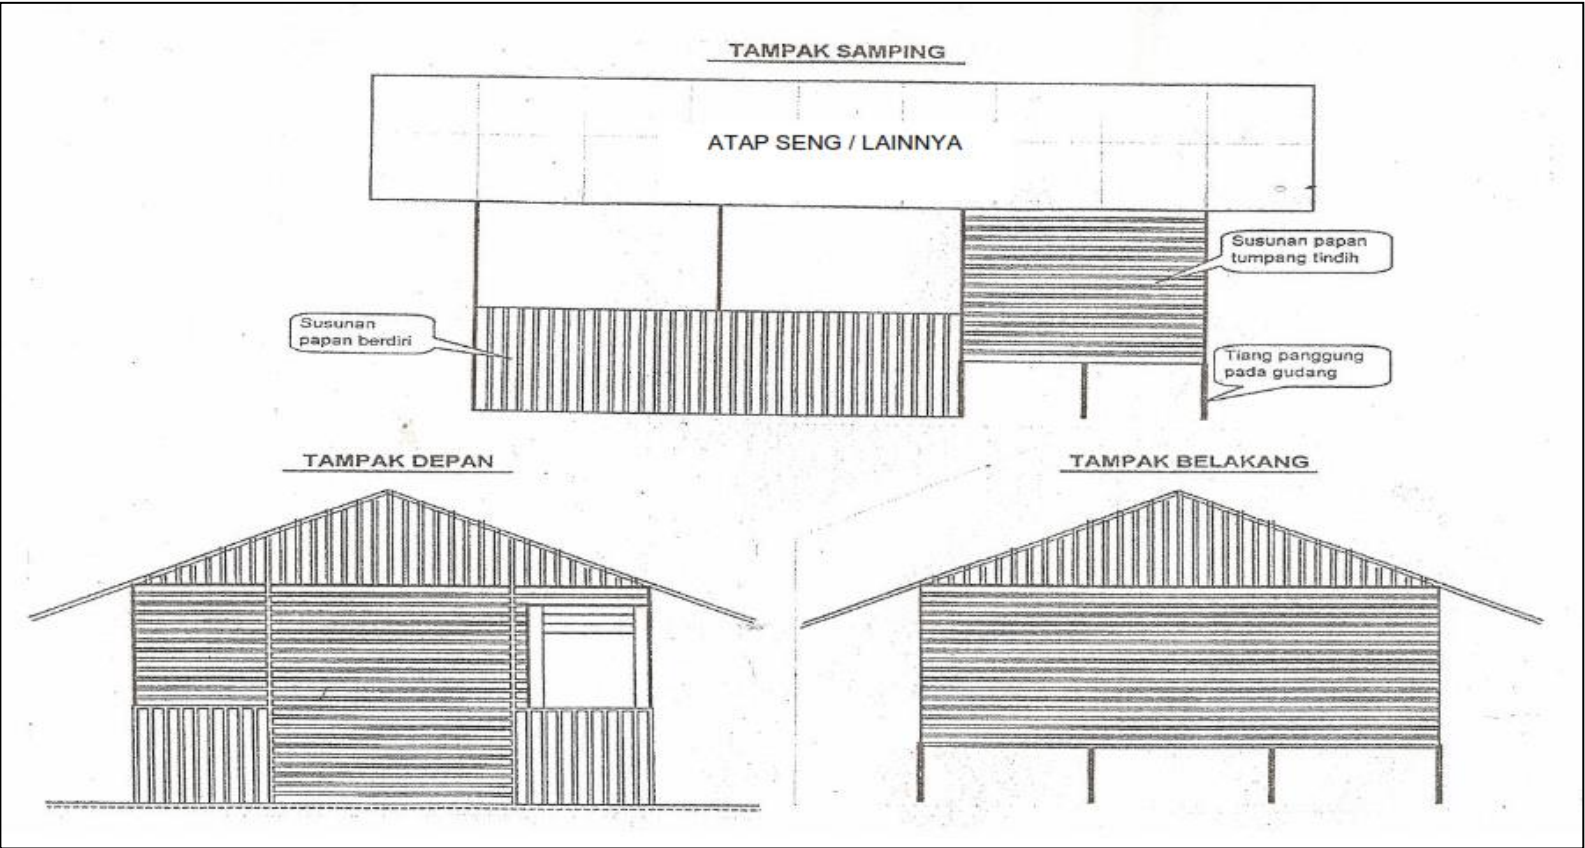 TAMPAK SAMPING
ATAP SENG / LAINNYA
Susunan papan
tumpang tindih
Susunan
papan berdiri
Tiang panggung
pada gudang
TAMPAK DEPAN
TAMPAK BELAKANG